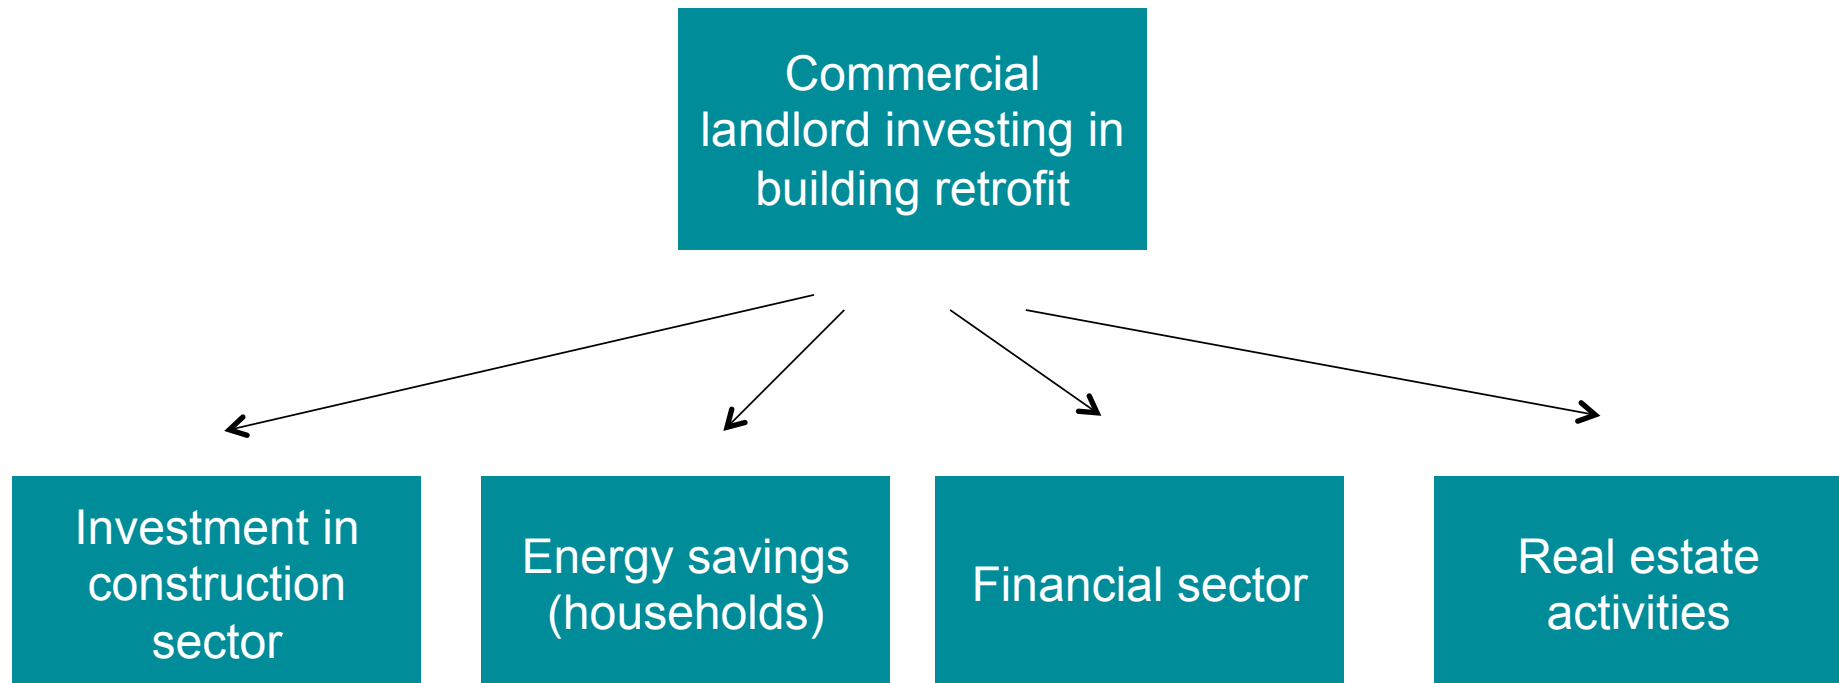 Commercial
landlord investing in
building retrofit
Investment in
construction
sector
Energy savings
(households)
Financial sector
Real estate
activities